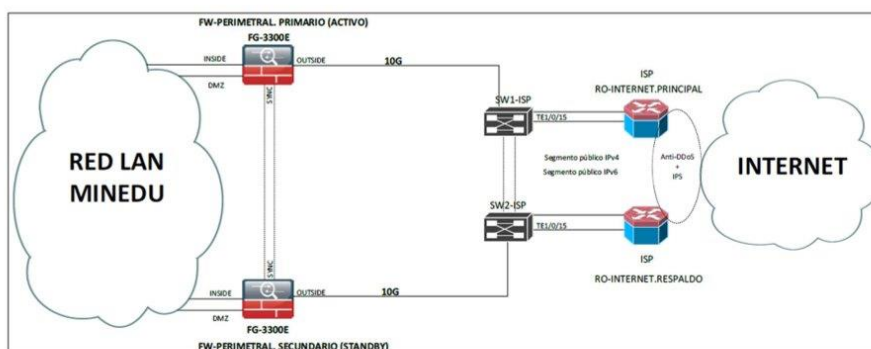 FW-PERIMETRAL. PRIMARIO (ACTIVO)
FG-3300E
INSIDE
OUTSIDE
10G
DMZ
SYNC
ISP
RO-INTERNET.PRINCIPAL
SW1-ISP
TE1/0/15
RED LAN
MINEDU
Segmento público IPv4
Segmento público IPv6
Anti-DDoS
+
IPS
INTERNET
SW2-ISP
TE1/0/15
ISP
RO-INTERNET.RESPALDO
SYNC
INSIDE
OUTSIDE
10G
DMZ
FG-3300E
FW-PERIMETRAL. SECUNDARIO (STANDBY)